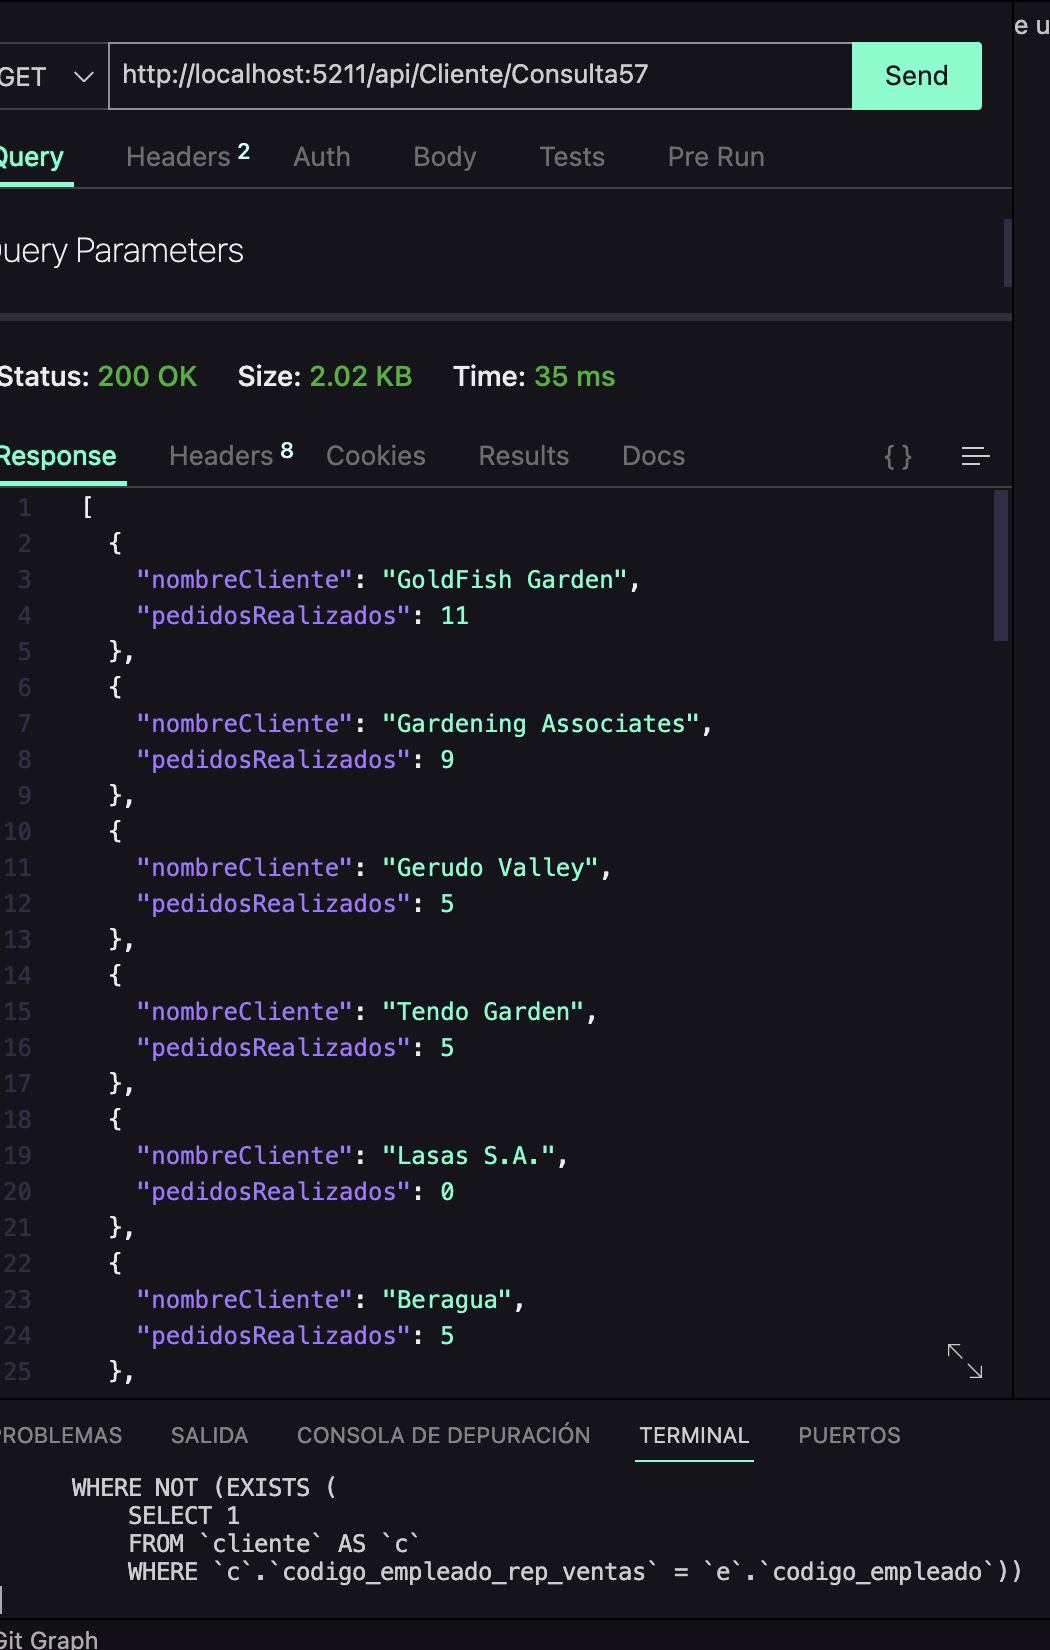 e u
GET
http://localhost:5211/api/Cliente/Consulta57
Send
Query
Headers 2
Auth
Body
Tests
Pre Run
uery Parameters
Status: 200 OK
Size: 2.02 KB
Time: 35 ms
Response
Headers 8
Cookies
Results
Docs
{ }
1 [
2 {
3 "nombreCliente": "GoldFish Garden",
4 "pedidosRealizados": 11
5 },
6 {
7 "nombreCliente": "Gardening Associates",
8 "pedidosRealizados": 9
9 },
10 {
11 "nombreCliente": "Gerudo Valley",
12 "pedidosRealizados": 5
13 },
14 {
15 "nombreCliente": "Tendo Garden",
16 "pedidosRealizados": 5
17 },
18 {
19 "nombreCliente": "Lasas S.A.",
20 "pedidosRealizados": 0
21 },
22 {
23 "nombreCliente": "Beragua",
24 "pedidosRealizados": 5
25 },
PROBLEMAS
SALIDA
CONSOLA DE DEPURACIÓN
TERMINAL
PUERTOS
WHERE NOT (EXISTS (
SELECT 1
FROM `cliente` AS `c`
WHERE `c`.`codigo_empleado_rep_ventas` = `e`.`codigo_empleado`))
Git Graph